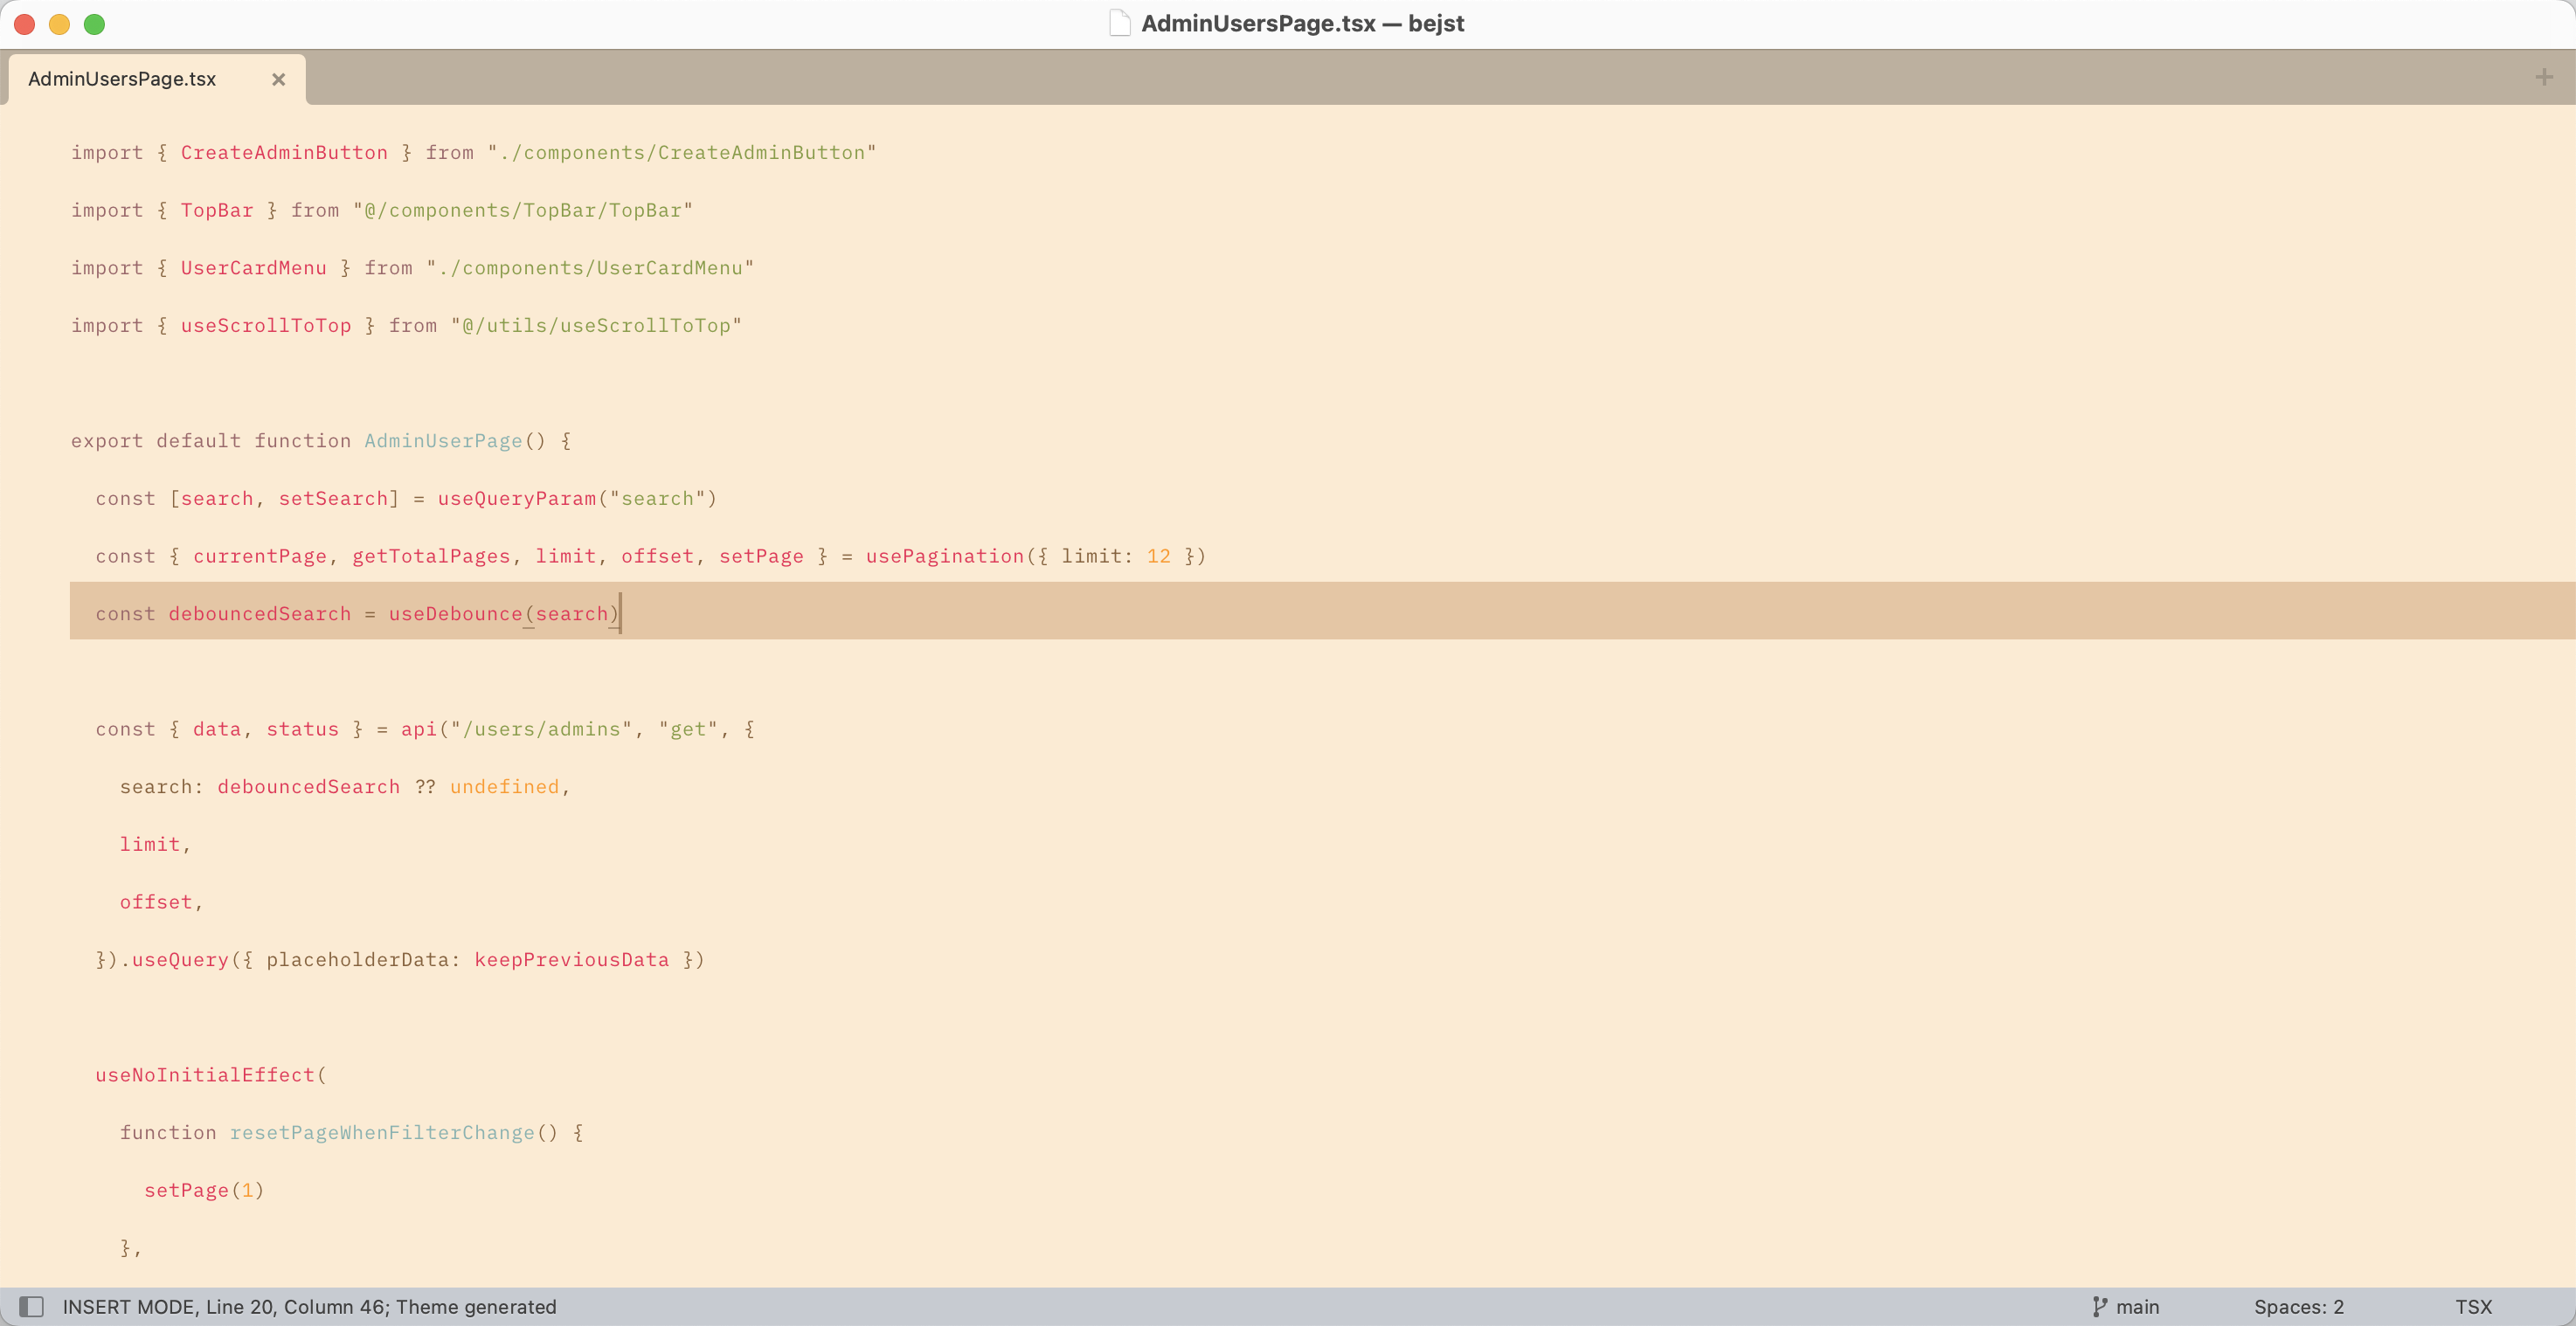 AdminUsersPage.tsx — bejst
AdminUsersPage.tsx
import { CreateAdminButton } from "./components/CreateAdminButton"
import { TopBar } from "@/components/TopBar/TopBar"
import { UserCardMenu } from "./components/UserCardMenu"
import { useScrollToTop } from "@/utils/useScrollToTop"
export default function AdminUserPage() {
const [search, setSearch] = useQueryParam("search")
const { currentPage, getTotalPages, limit, offset, setPage } = usePagination({ limit: 12 })
const debouncedSearch = useDebounce(search)
const { data, status } = api("/users/admins", "get", {
search: debouncedSearch ?? undefined,
limit,
offset,
}).useQuery({ placeholderData: keepPreviousData })
useNoInitialEffect(
function resetPageWhenFilterChange() {
setPage(1)
},
INSERT MODE, Line 20, Column 46; Theme generated
main
Spaces: 2
TSX